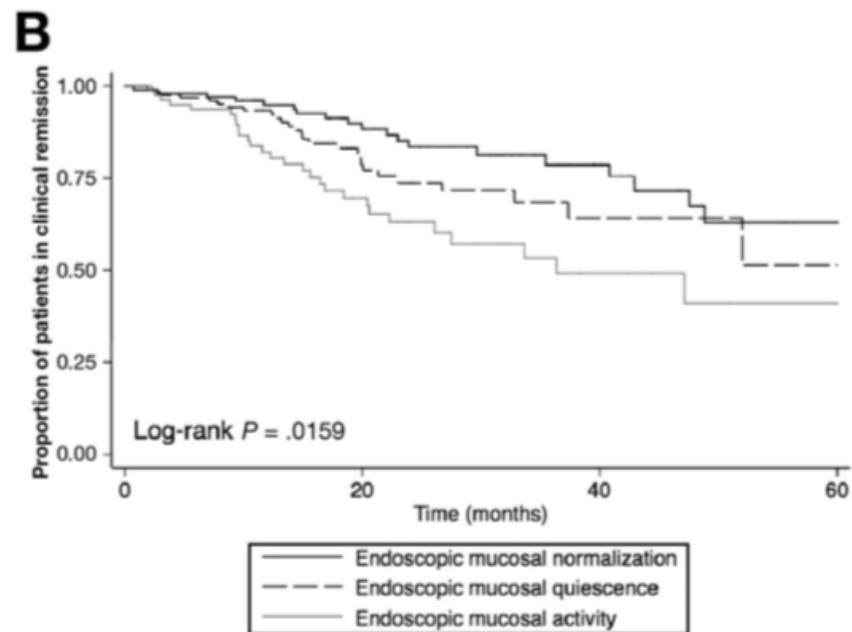 B
Proportion of patients in clinical remission
1.00
0.75
0.50
0.25
0.00
Log-rank P = .0159
0 20 40 60
Time (months)
Endoscopic mucosal normalization
Endoscopic mucosal quiescence
Endoscopic mucosal activity